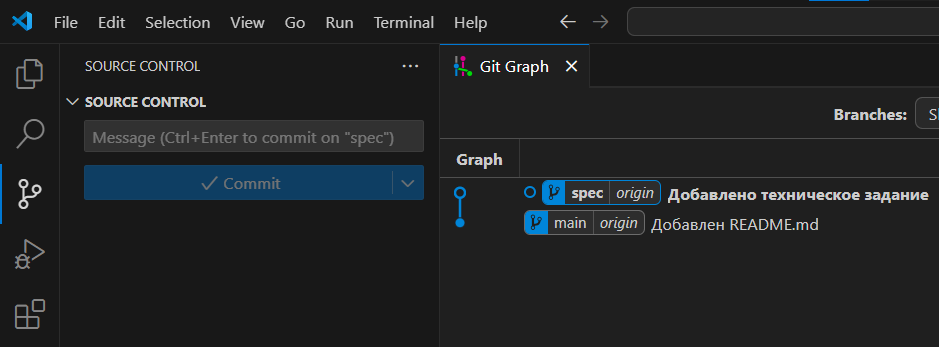 File Edit Selection View Go Run Terminal Help
SOURCE CONTROL ...
SOURCE CONTROL
Message (Ctrl+Enter to commit on "spec")
Commit
Git Graph
Branches:
Graph
spec origin Добавлено техническое задание
main origin Добавлен README.md